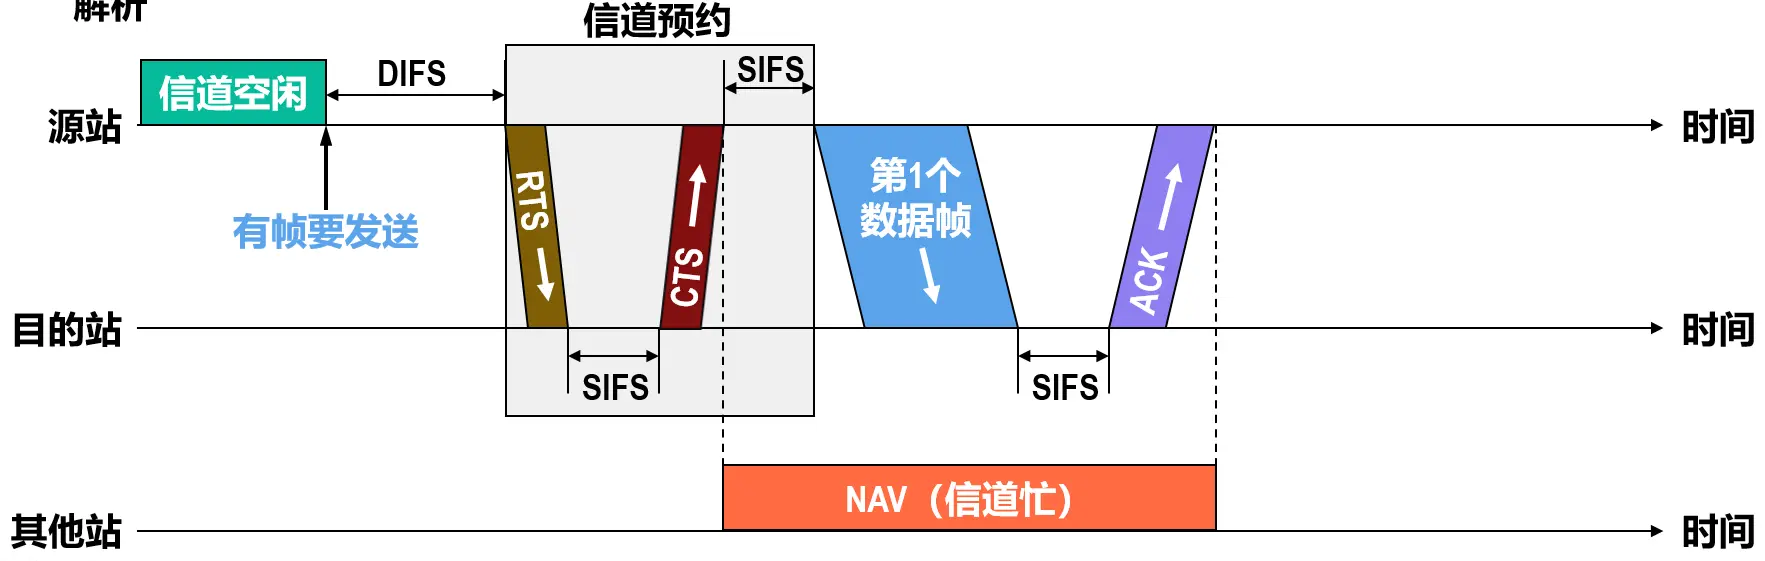 解析
信道预约
DIFS
SIFS
信道空闲
源站
时间
RTS
CTS
第1个
数据帧
ACK
有帧要发送
目的站
时间
SIFS
SIFS
NAV（信道忙）
其他站
时间